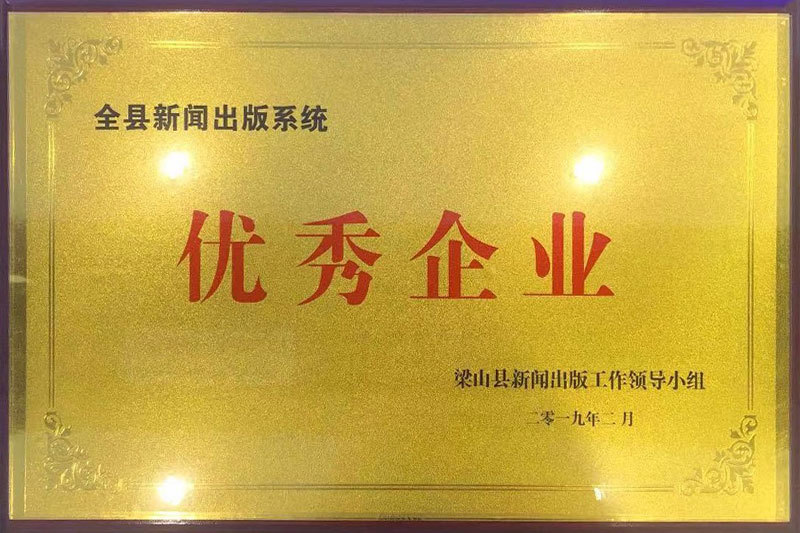 全县新闻出版系统
优秀企业
梁山县新闻出版工作领导小组
二零一九年二月